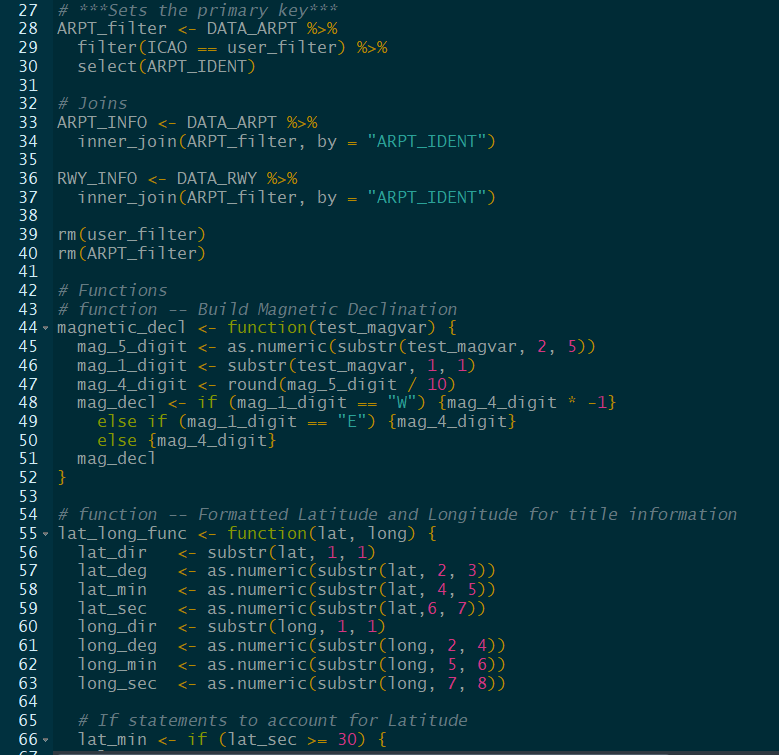 27 # ***Sets the primary key***
28 ARPT_filter <- DATA_ARPT %>%
29   filter(ICAO == user_filter) %>%
30   select(ARPT_IDENT)
31
32 # Joins
33 ARPT_INFO <- DATA_ARPT %>%
34   inner_join(ARPT_filter, by = "ARPT_IDENT")
35
36 RWY_INFO <- DATA_RWY %>%
37   inner_join(ARPT_filter, by = "ARPT_IDENT")
38
39 rm(user_filter)
40 rm(ARPT_filter)
41
42 # Functions
43 # function -- Build Magnetic Declination
44 magnetic_decl <- function(test_magvar) {
45   mag_5_digit <- as.numeric(substr(test_magvar, 2, 5))
46   mag_1_digit <- substr(test_magvar, 1, 1)
47   mag_4_digit <- round(mag_5_digit / 10)
48   mag_decl <- if (mag_1_digit == "W") {mag_4_digit * -1}
49     else if (mag_1_digit == "E") {mag_4_digit}
50     else {mag_4_digit}
51   mag_decl
52 }
53
54 # function -- Formatted Latitude and Longitude for title information
55 lat_long_func <- function(lat, long) {
56   lat_dir   <- substr(lat, 1, 1)
57   lat_deg   <- as.numeric(substr(lat, 2, 3))
58   lat_min   <- as.numeric(substr(lat, 4, 5))
59   lat_sec   <- as.numeric(substr(lat,6, 7))
60   long_dir  <- substr(long, 1, 1)
61   long_deg  <- as.numeric(substr(long, 2, 4))
62   long_min  <- as.numeric(substr(long, 5, 6))
63   long_sec  <- as.numeric(substr(long, 7, 8))
64
65   # If statements to account for Latitude
66   lat_min <- if (lat_sec >= 30) {